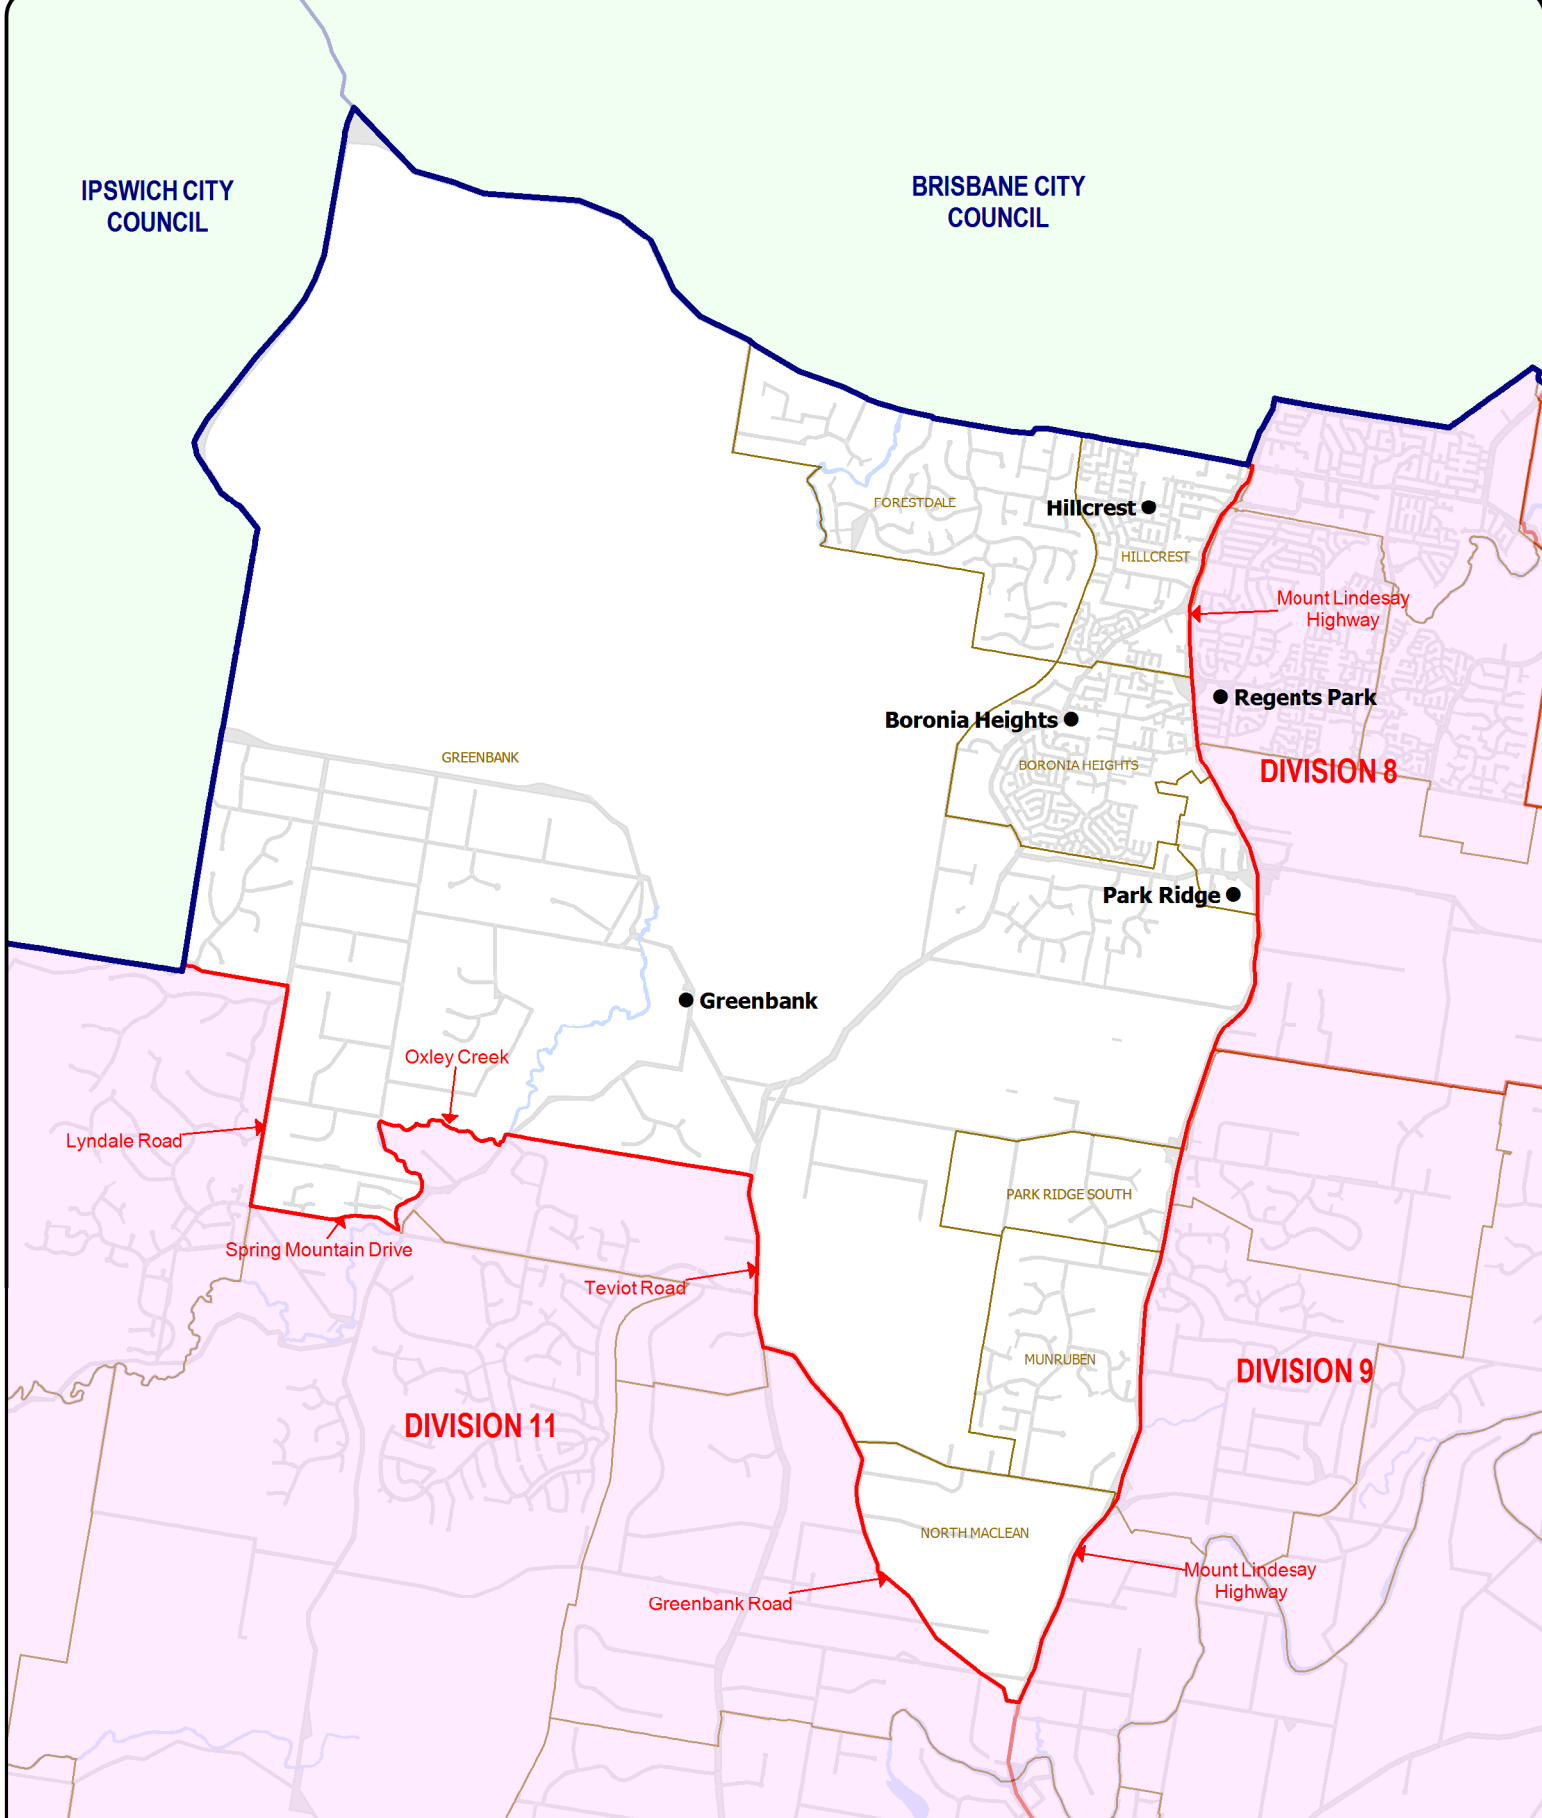 IPSWICH CITY
COUNCIL
BRISBANE CITY
COUNCIL
FORESTDALE
Hillcrest
HILLCREST
Mount Lindesay
Highway
Regents Park
Boronia Heights
GREENBANK
BORONIA HEIGHTS
DIVISION 8
Park Ridge
Greenbank
Oxley Creek
Lyndale Road
PARK RIDGE SOUTH
Spring Mountain Drive
Teviot Road
MUNRUBEN
DIVISION 9
DIVISION 11
NORTH MACLEAN
Mount Lindesay
Highway
Greenbank Road